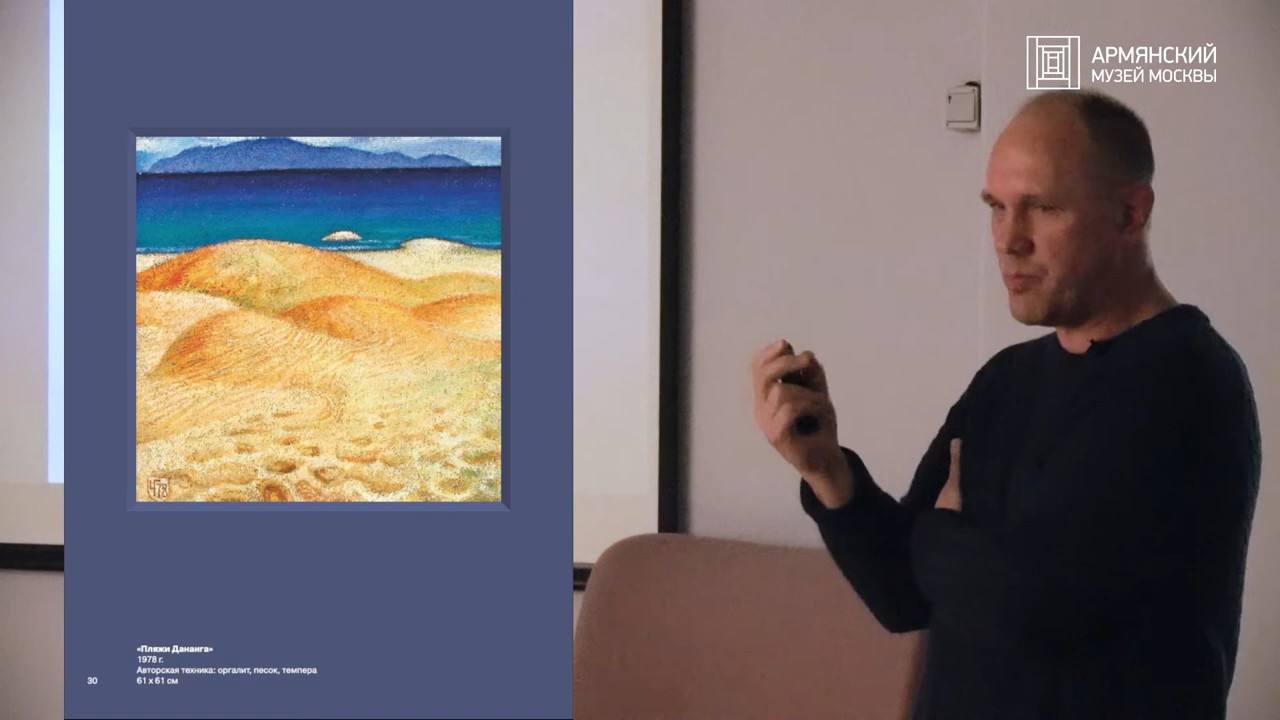 АРМЯНСКИЙ
МУЗЕЙ МОСКВЫ
«Пляжи Дананга»
1978 г.
Авторская техника: оргалит, песок, темпера
61 x 61 см
30